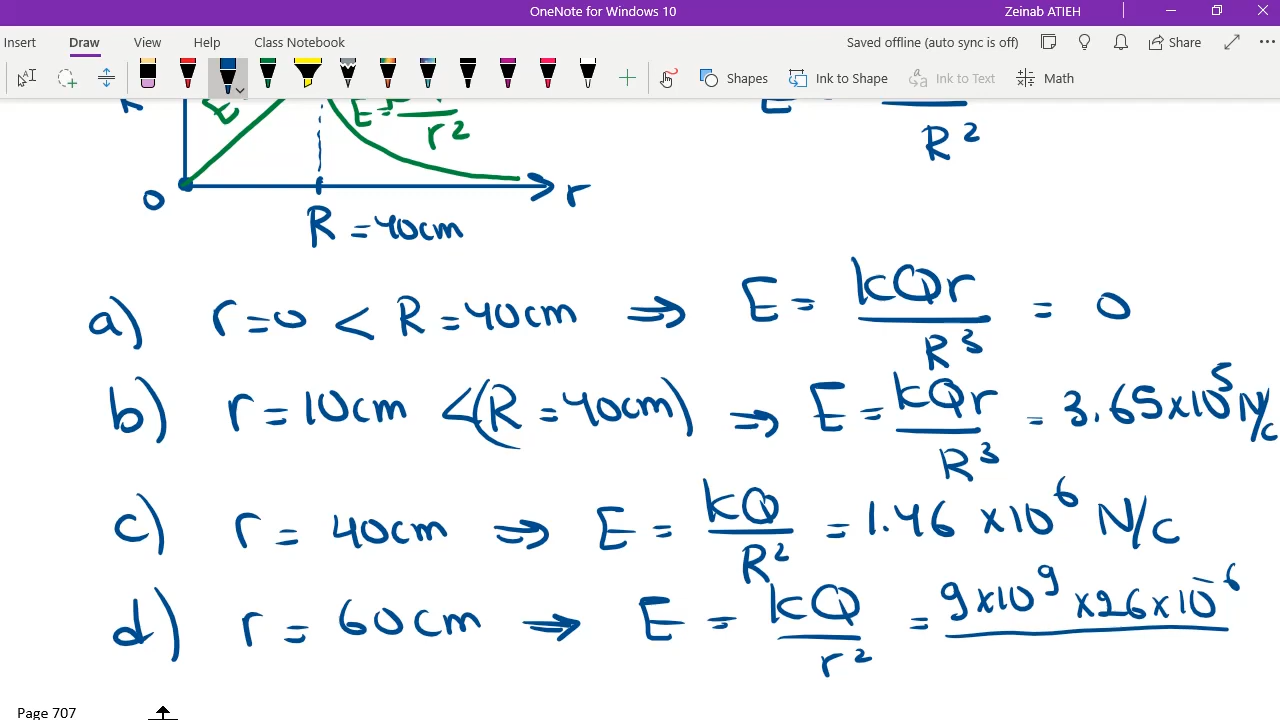 OneNote for Windows 10
Zeinab ATIEH
Insert Draw View Help Class Notebook
Saved offline (auto sync is off)
Share
Shapes Ink to Shape Ink to Text Math
E = r²
E = R²
0 r
R = 40cm
a) r = 0 < R = 40cm ⇒ E = kQr/R³ = 0
b) r = 10cm < (R = 40cm) ⇒ E = kQr/R³ = 3.65 x 10⁵ N/C
c) r = 40cm ⇒ E = kQ/R² = 1.46 x 10⁶ N/C
d) r = 60cm ⇒ E = kQ/r² = 9 x 10⁹ x 26 x 10⁻⁶
Page 707